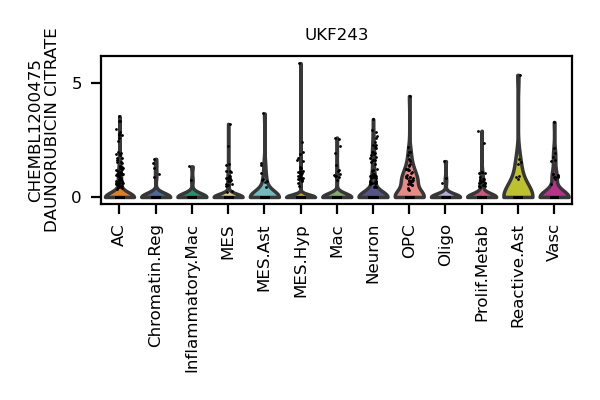 UKF243
CHEMBL1200475
DAUNORUBICIN CITRATE
5
0
AC
Chromatin.Reg
Inflammatory.Mac
MES
MES.Ast
MES.Hyp
Mac
Neuron
OPC
Oligo
Prolif.Metab
Reactive.Ast
Vasc